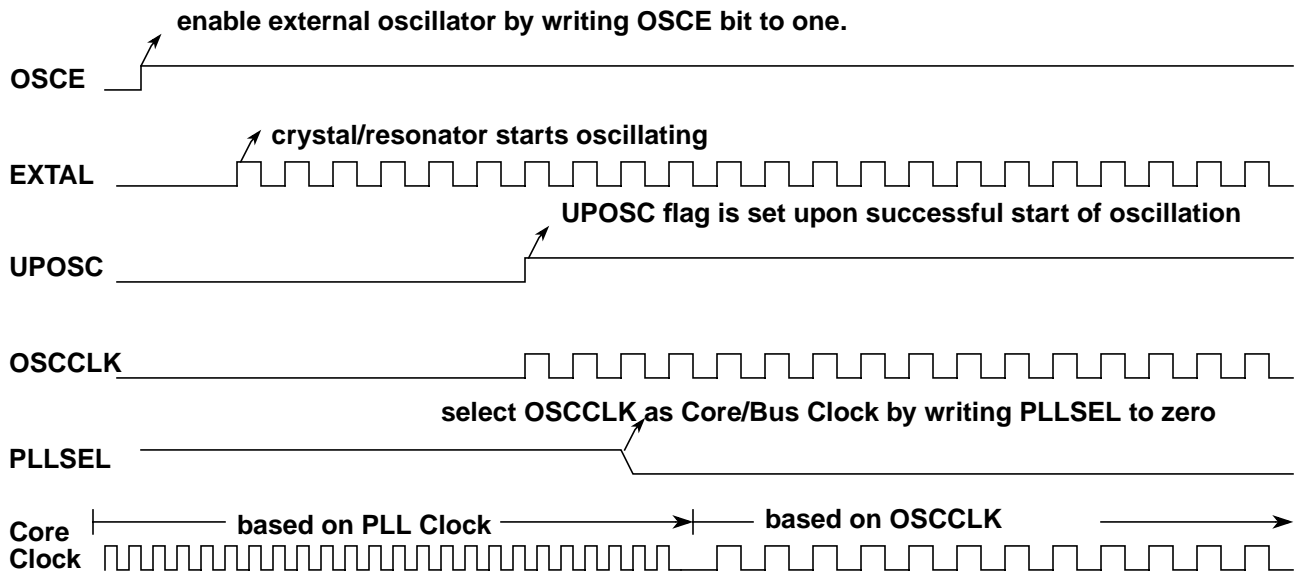 enable external oscillator by writing OSCE bit to one.
OSCE
crystal/resonator starts oscillating
EXTAL
UPOSC flag is set upon successful start of oscillation
UPOSC
OSCCLK
select OSCCLK as Core/Bus Clock by writing PLLSEL to zero
PLLSEL
based on PLL Clock
based on OSCCLK
Core
Clock